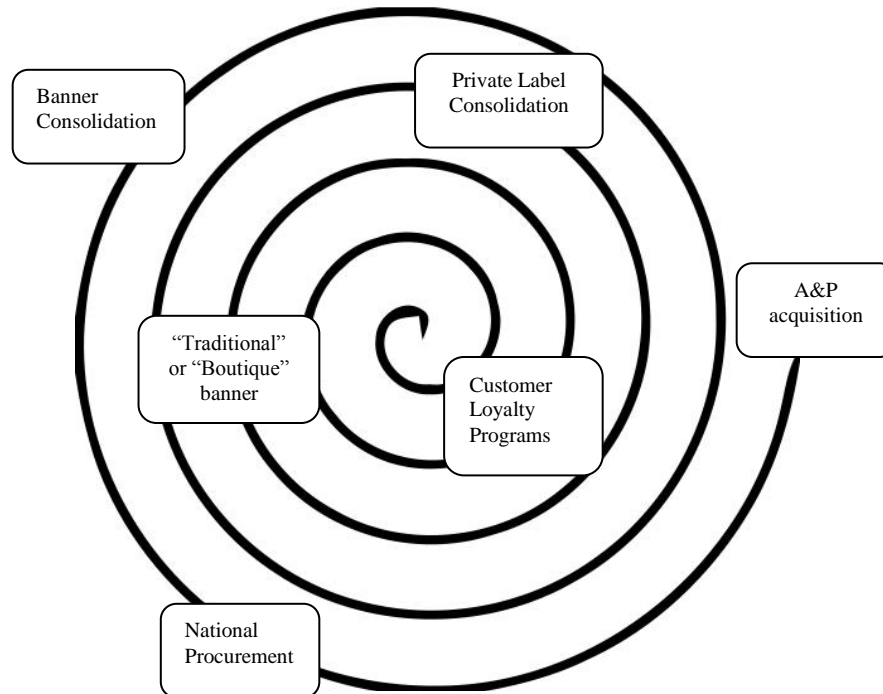 Private Label
Consolidation
Banner
Consolidation
A&P
acquisition
“Traditional”
or “Boutique”
banner
Customer
Loyalty
Programs
National
Procurement